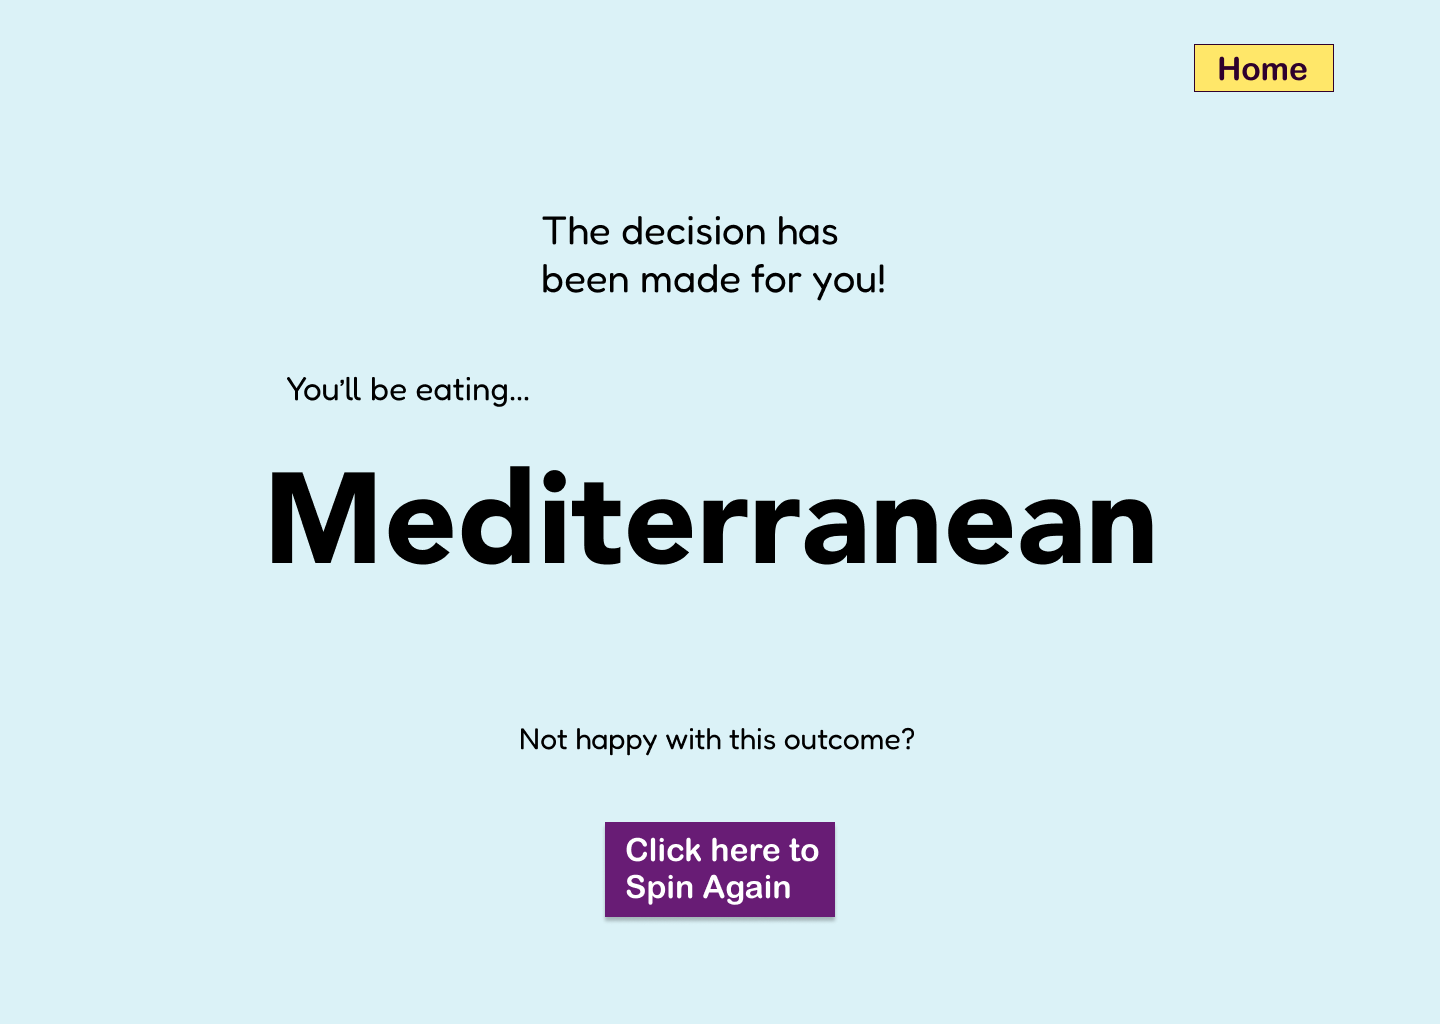 Home
The decision has
been made for you!
You’ll be eating...
Mediterranean
Not happy with this outcome?
Click here to
Spin Again